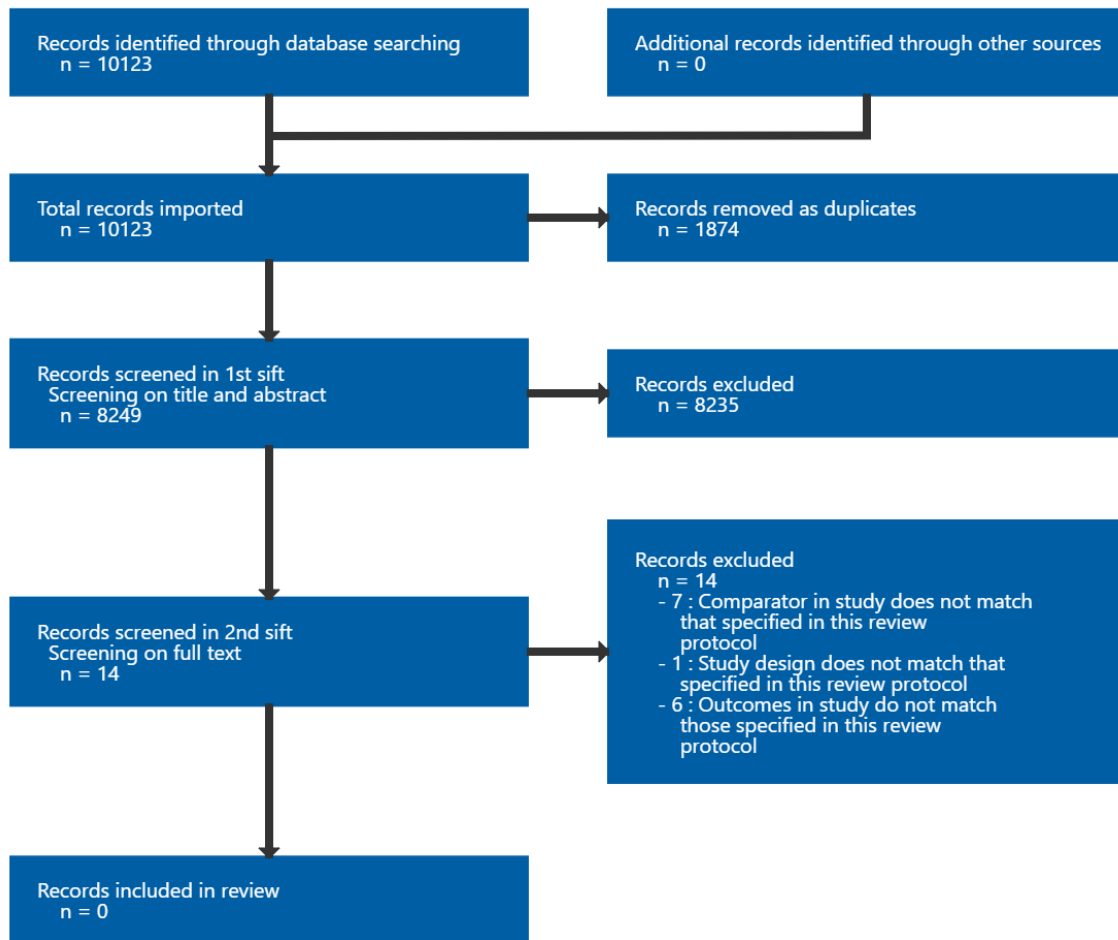 Records identified through database searching
n = 10123
Additional records identified through other sources
n = 0
Total records imported
n = 10123
Records removed as duplicates
n = 1874
Records screened in 1st sift
Screening on title and abstract
n = 8249
Records excluded
n = 8235
Records screened in 2nd sift
Screening on full text
n = 14
Records excluded
n = 14
- 7 : Comparator in study does not match
that specified in this review
protocol
- 1 : Study design does not match that
specified in this review protocol
- 6 : Outcomes in study do not match
those specified in this review
protocol
Records included in review
n = 0